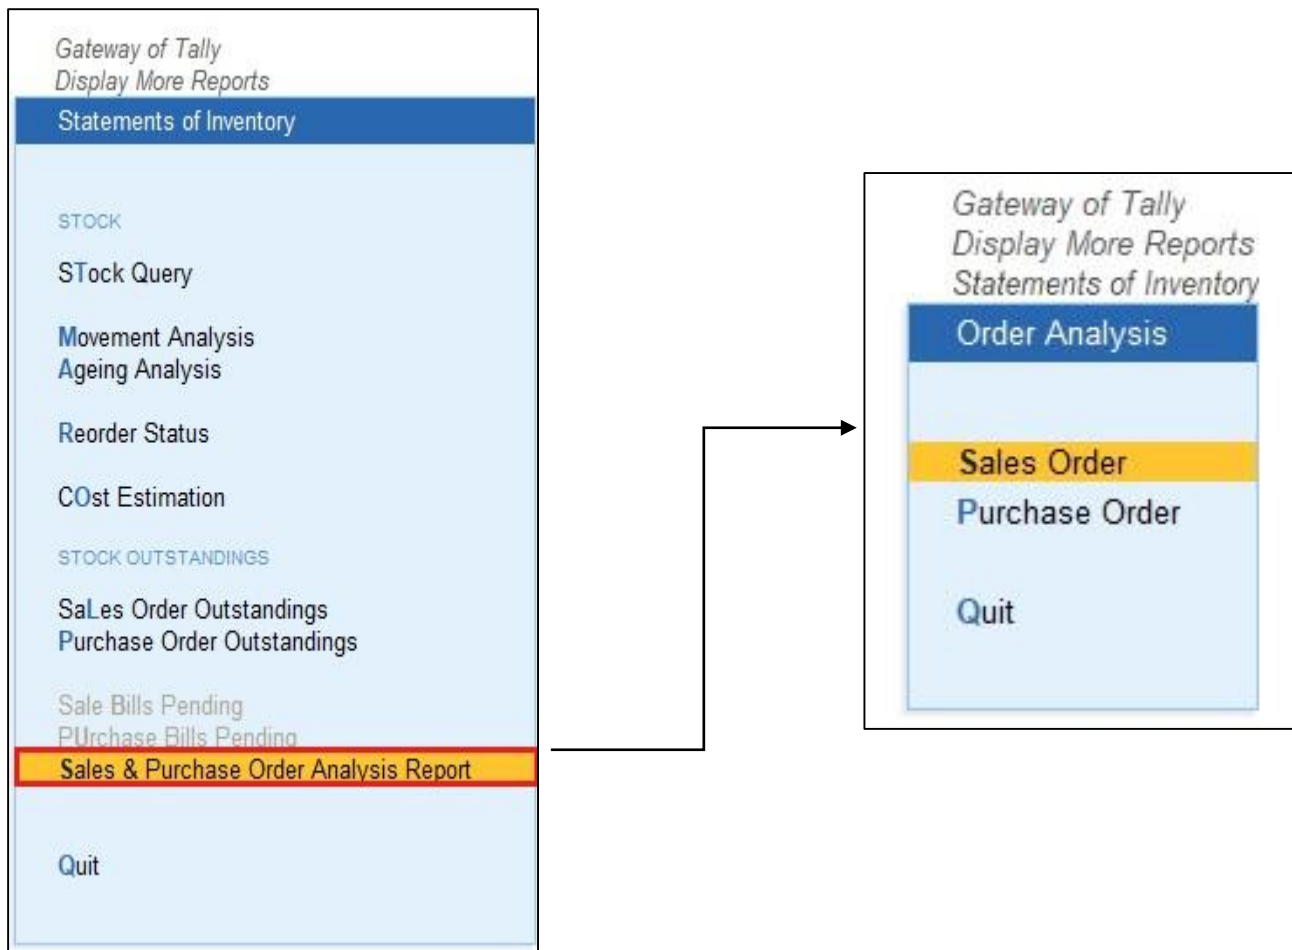 Gateway of Tally
Display More Reports
Statements of Inventory
STOCK
STock Query
Movement Analysis
Ageing Analysis
Reorder Status
COst Estimation
STOCK OUTSTANDINGS
SaLes Order Outstandings
Purchase Order Outstandings
Sale Bills Pending
PUrchase Bills Pending
Sales & Purchase Order Analysis Report
Quit
Gateway of Tally
Display More Reports
Statements of Inventory
Order Analysis
Sales Order
Purchase Order
Quit